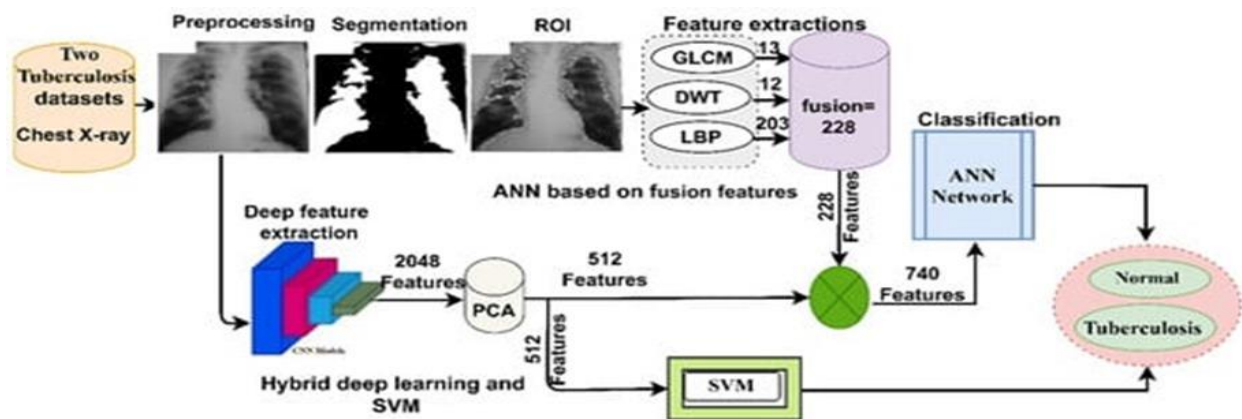 Preprocessing
Segmentation
ROI
Feature extractions
Two
Tuberculosis
datasets
Chest X-ray
GLCM
13
DWT
12
LBP
203
fusion=
228
Classification
ANN
Network
ANN based on fusion features
228
Features
Deep feature
extraction
2048
Features
PCA
512
Features
740
Features
Normal
Tuberculosis
CNN Models
512
Features
Hybrid deep learning and
SVM
SVM